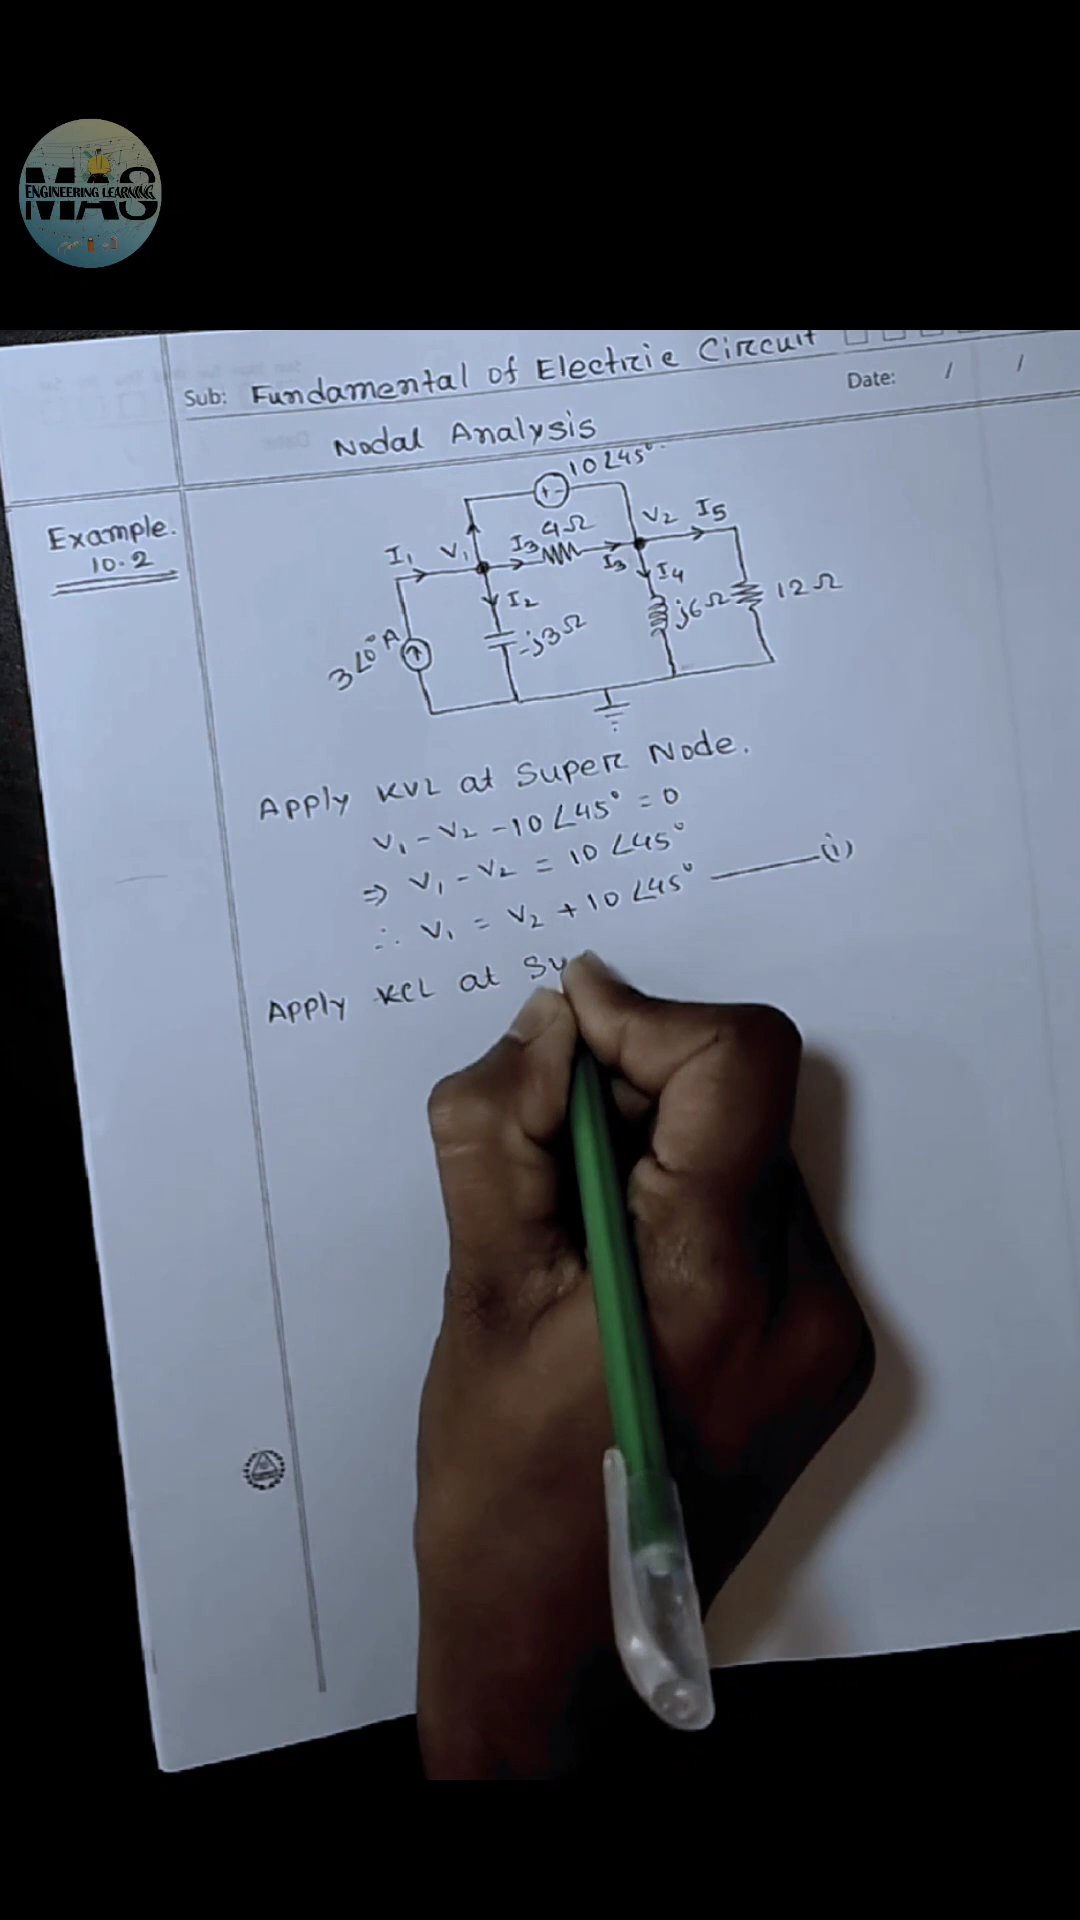 MAS
ENGINEERING LEARNING
Sub: Fundamental of Electric Circuit
Date: / /
Nodal Analysis
Example.
10.2
10∠45°
I₁ V₁ I₃ 4Ω I₃ V₂ I₅
I₂ I₄
3∠0° A -j3Ω j6Ω 12Ω
Apply KVL at Super Node.
V₁ - V₂ - 10∠45° = 0
⇒ V₁ - V₂ = 10∠45°
∴ V₁ = V₂ + 10∠45° ——— (i)
Apply KCL at Su